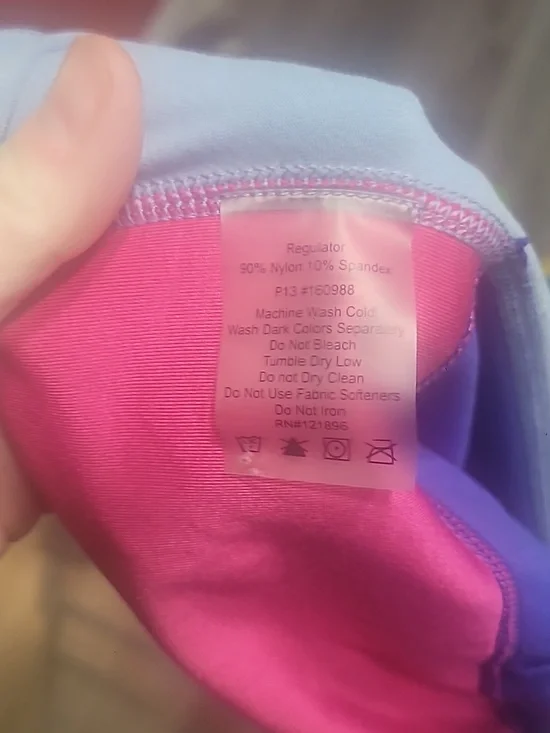 Regulator
90% Nylon 10% Spandex
P13 #160988
Machine Wash Cold
Wash Dark Colors Separately
Do Not Bleach
Tumble Dry Low
Do not Dry Clean
Do Not Use Fabric Softeners
Do Not Iron
RN#121896